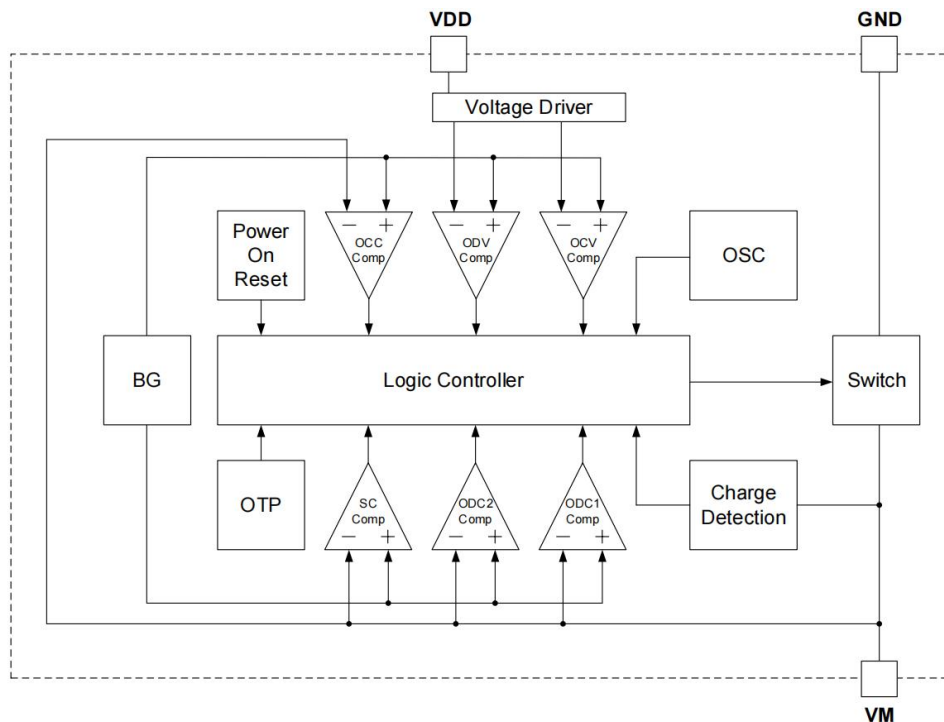 VDD
GND
Voltage Driver
Power
On
Reset
− +
OCC
Comp
− +
ODV
Comp
− +
OCV
Comp
OSC
BG
Logic Controller
Switch
OTP
SC
Comp
− +
ODC2
Comp
− +
ODC1
Comp
− +
Charge
Detection
VM